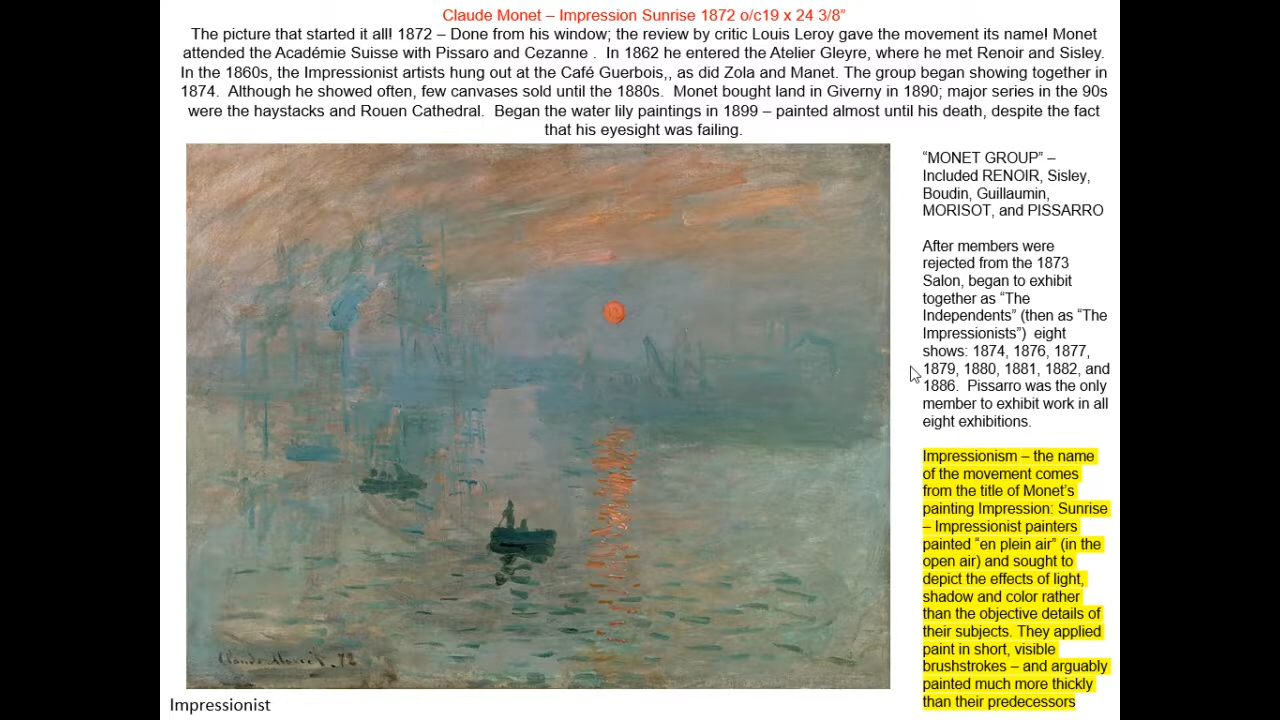 Claude Monet – Impression Sunrise 1872 o/c19 x 24 3/8”
The picture that started it all! 1872 – Done from his window; the review by critic Louis Leroy gave the movement its name! Monet
attended the Académie Suisse with Pissaro and Cezanne .  In 1862 he entered the Atelier Gleyre, where he met Renoir and Sisley.
In the 1860s, the Impressionist artists hung out at the Café Guerbois,, as did Zola and Manet. The group began showing together in
1874.  Although he showed often, few canvases sold until the 1880s.  Monet bought land in Giverny in 1890; major series in the 90s
were the haystacks and Rouen Cathedral.  Began the water lily paintings in 1899 – painted almost until his death, despite the fact
that his eyesight was failing.
“MONET GROUP” –
Included RENOIR, Sisley,
Boudin, Guillaumin,
MORISOT, and PISSARRO
After members were
rejected from the 1873
Salon, began to exhibit
together as “The
Independents” (then as “The
Impressionists”)  eight
shows: 1874, 1876, 1877,
1879, 1880, 1881, 1882, and
1886.  Pissarro was the only
member to exhibit work in all
eight exhibitions.
Impressionism – the name
of the movement comes
from the title of Monet’s
painting Impression: Sunrise
– Impressionist painters
painted “en plein air” (in the
open air) and sought to
depict the effects of light,
shadow and color rather
than the objective details of
their subjects. They applied
paint in short, visible
brushstrokes – and arguably
painted much more thickly
than their predecessors
Claude Monet . 72
Impressionist